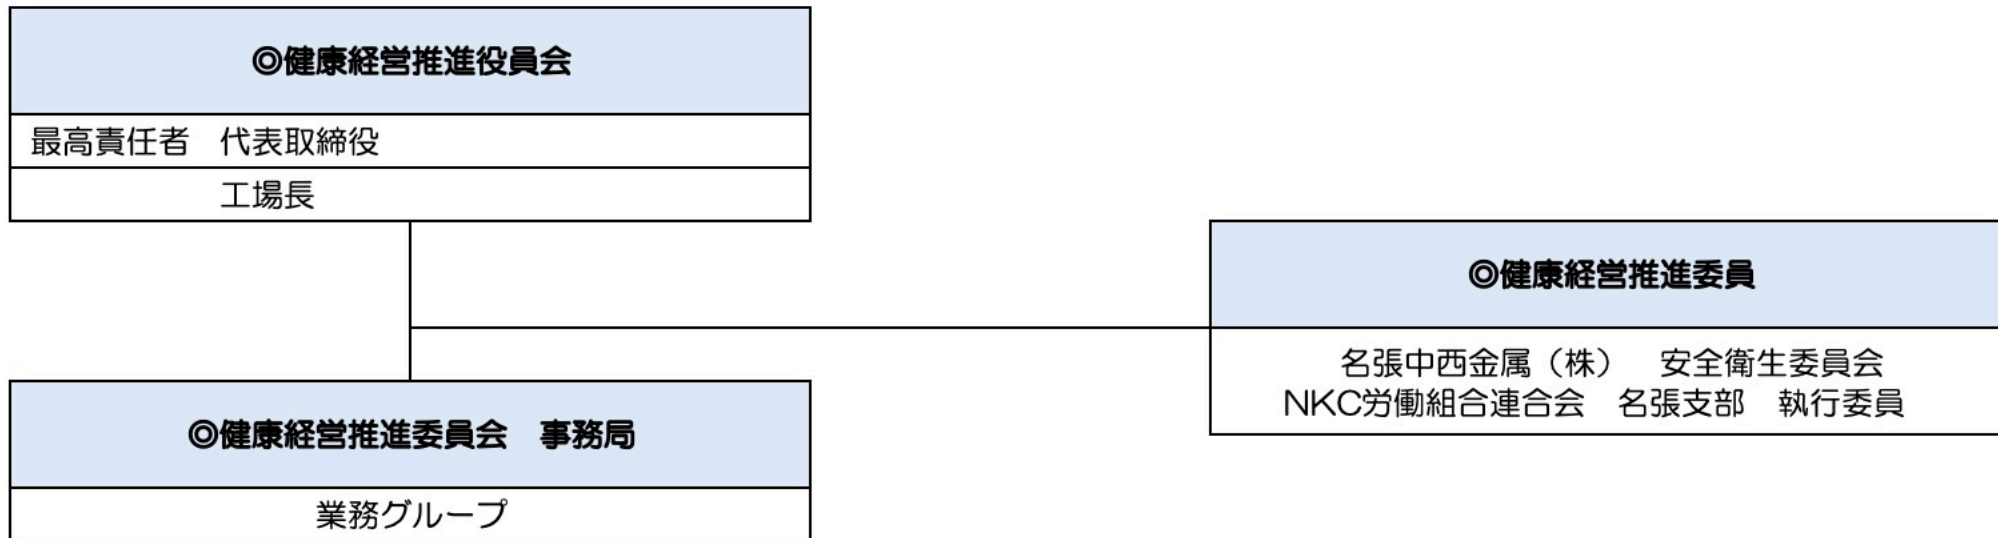 ◎健康経営推進役員会
最高責任者　代表取締役
工場長
◎健康経営推進委員
名張中西金属（株）　安全衛生委員会
NKC労働組合連合会　名張支部　執行委員
◎健康経営推進委員会　事務局
業務グループ